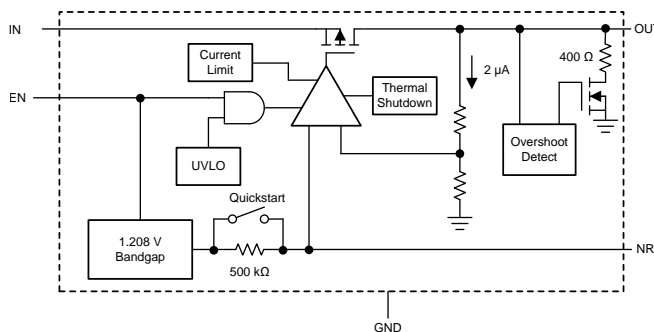 IN
OUT
400 Ω
Current
Limit
2 µA
Thermal
Shutdown
EN
Overshoot
Detect
UVLO
Quickstart
1.208 V
Bandgap
500 kΩ
NR
GND